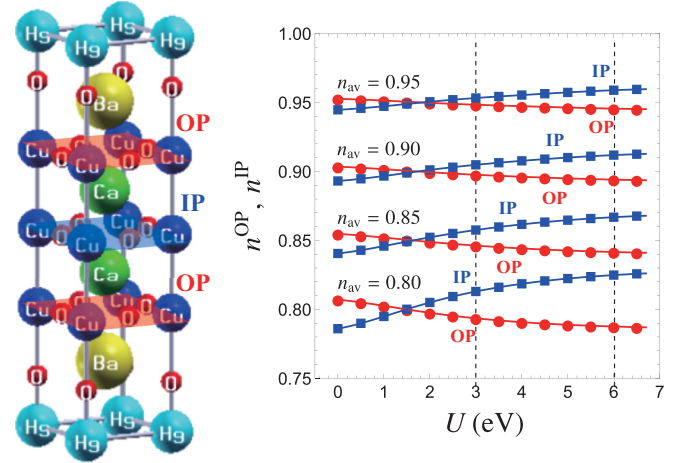 Hg Hg
Hg Hg
O O
O O
Ba
OP
Cu Cu
O O
O O
Cu Cu
Ca
IP
Cu Cu
O
O O
Cu Cu
Ca
OP
Cu Cu
O O
O O
Cu Cu
Ba
O O
O
Hg Hg
Hg Hg
n^OP , n^IP
1.00
0.95
0.90
0.85
0.80
0.75
n_av = 0.95
IP
OP
n_av = 0.90
IP
OP
n_av = 0.85
IP
OP
n_av = 0.80
IP
OP
0 1 2 3 4 5 6 7
U (eV)